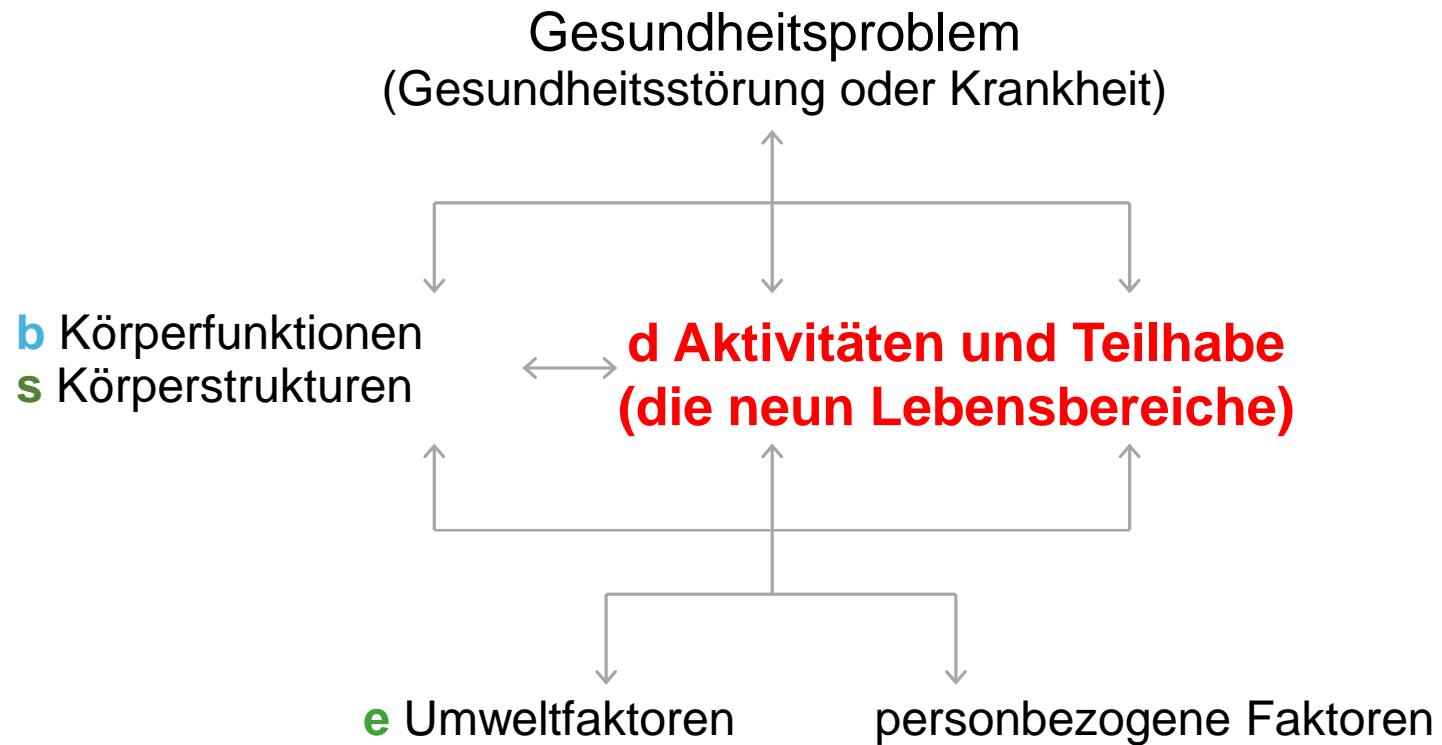 Gesundheitsproblem
(Gesundheitsstörung oder Krankheit)
b Körperfunktionen
s Körperstrukturen
d Aktivitäten und Teilhabe
(die neun Lebensbereiche)
e Umweltfaktoren
personbezogene Faktoren